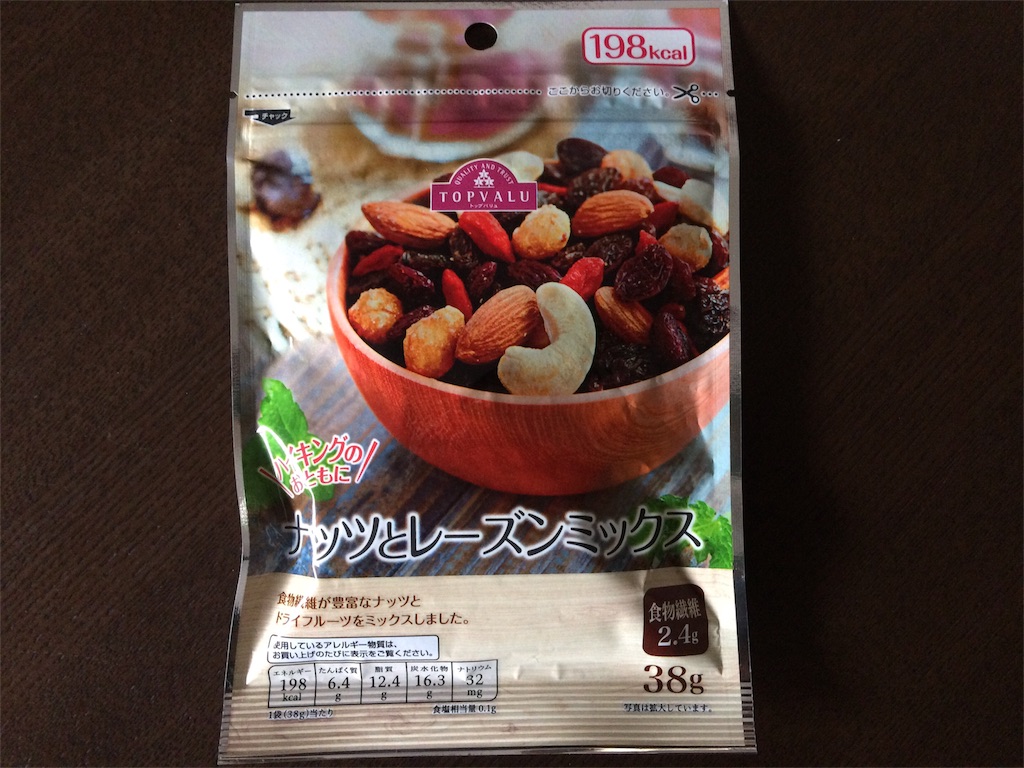 198kcal
ここからお切りください。
チャック
QUALITY AND TRUST
TOPVALU
トップバリュ
ハイキングの
おともに
ナッツとレーズンミックス
食物繊維が豊富なナッツと
ドライフルーツをミックスしました。
食物繊維
2.4g
使用しているアレルギー物質は、
お買い上げのたびに表示をご覧ください。
エネルギー たんぱく質 脂質 炭水化物 ナトリウム
198 6.4 12.4 16.3 32
kcal g g g mg
38g
1袋(38g)当たり 食塩相当量0.1g
写真は拡大しています。